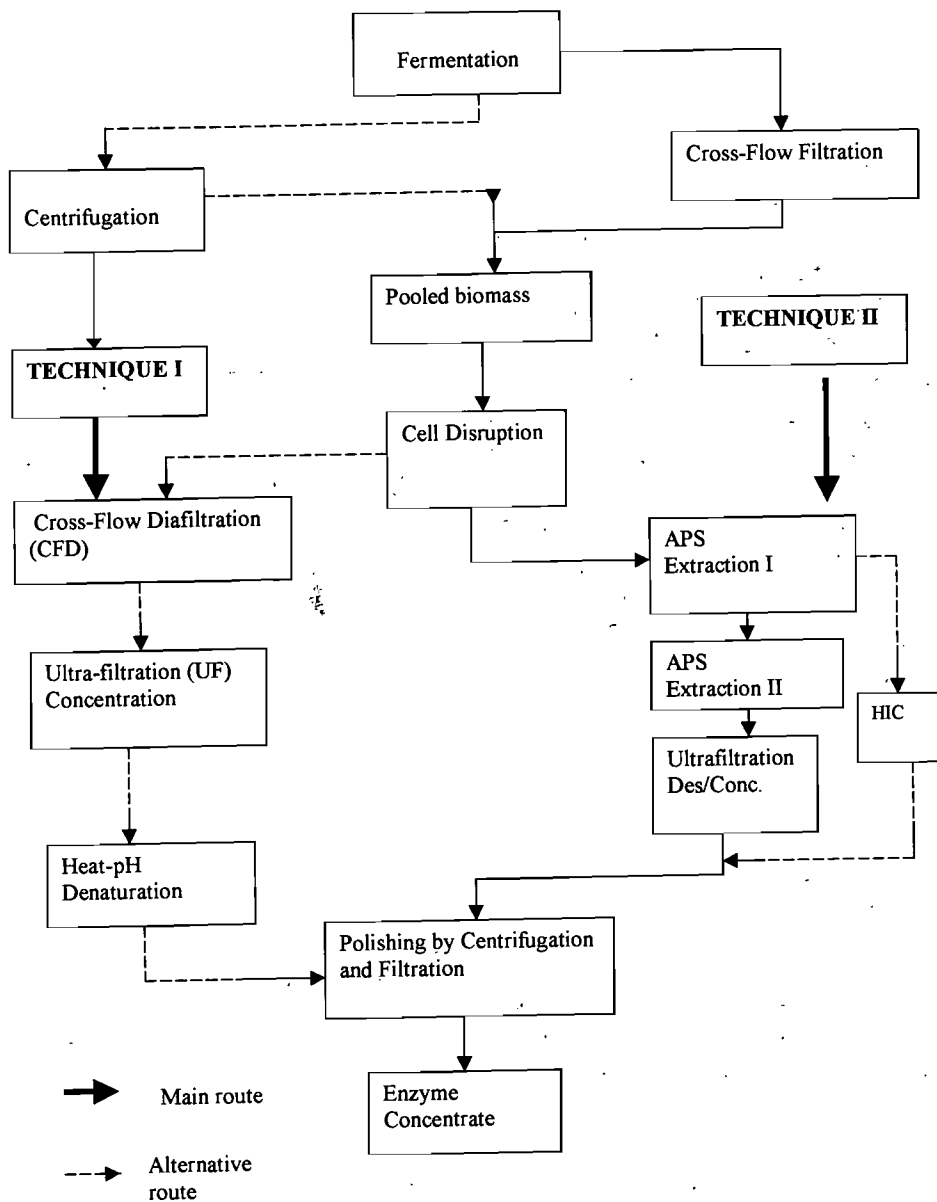 Fermentation
Cross-Flow Filtration
Centrifugation
Pooled biomass
TECHNIQUE II
TECHNIQUE I
Cell Disruption
Cross-Flow Diafiltration
(CFD)
APS
Extraction I
Ultra-filtration (UF)
Concentration
APS
Extraction II
HIC
Ultrafiltration
Des/Conc.
Heat-pH
Denaturation
Polishing by Centrifugation
and Filtration
Enzyme
Concentrate
Main route
Alternative
route